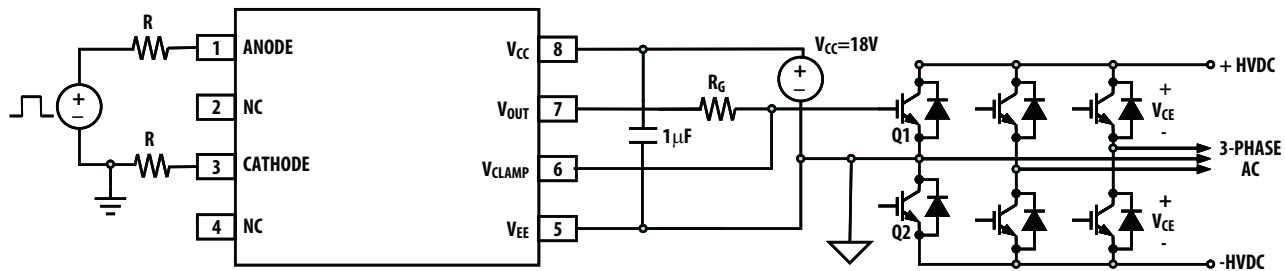 R
R
1 ANODE
2 NC
3 CATHODE
4 NC
VCC 8
VOUT 7
VCLAMP 6
VEE 5
+
−
1μF
RG
VCC=18V
+
−
Q1
Q2
+ HVDC
+
VCE
-
3-PHASE
AC
+
VCE
-
-HVDC